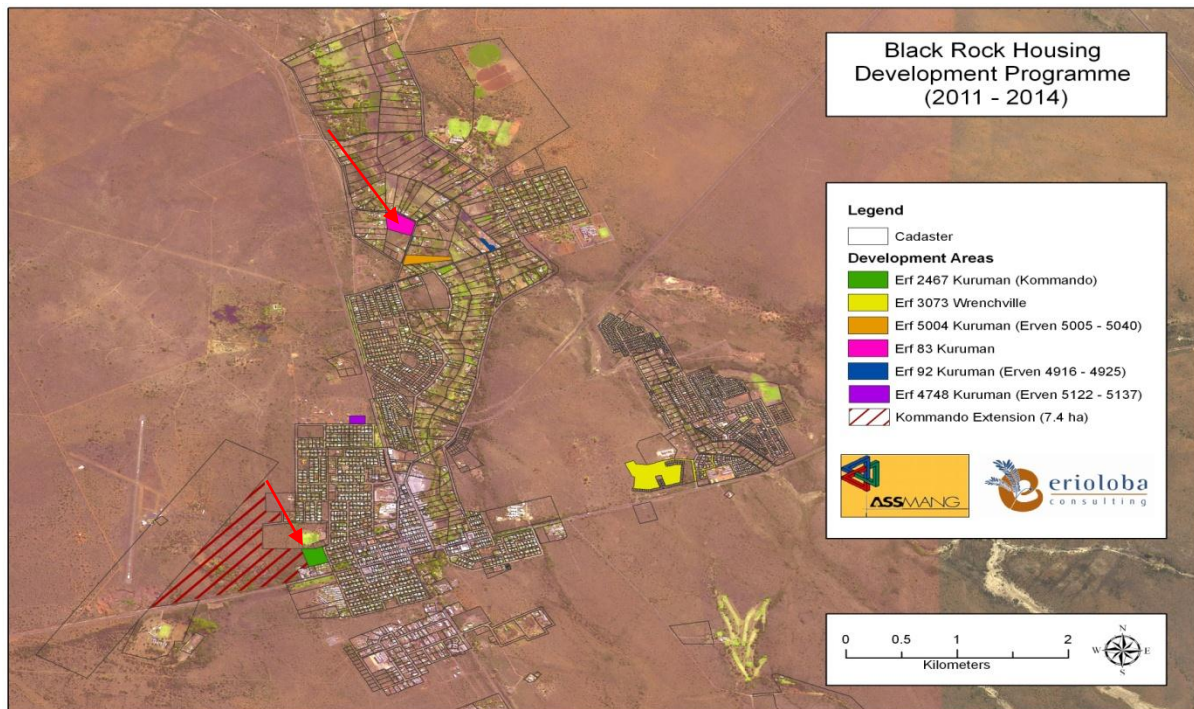 Black Rock Housing
Development Programme
(2011 - 2014)
Legend
Cadaster
Development Areas
Erf 2467 Kuruman (Kommando)
Erf 3073 Wrenchville
Erf 5004 Kuruman (Erven 5005 - 5040)
Erf 83 Kuruman
Erf 92 Kuruman (Erven 4916 - 4925)
Erf 4748 Kuruman (Erven 5122 - 5137)
Kommando Extension (7.4 ha)
ASSMANG
erioloba
consulting
0 0.5 1 2
Kilometers
N
W E
S